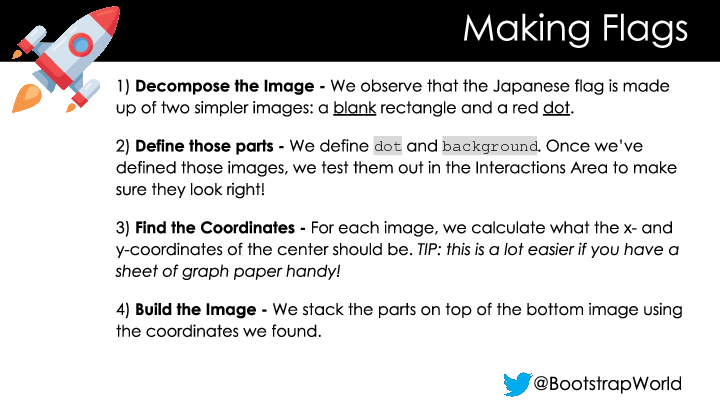 Making Flags
1) Decompose the Image - We observe that the Japanese flag is made
up of two simpler images: a blank rectangle and a red dot.
2) Define those parts - We define dot and background. Once we’ve
defined those images, we test them out in the Interactions Area to make
sure they look right!
3) Find the Coordinates - For each image, we calculate what the x- and
y-coordinates of the center should be. TIP: this is a lot easier if you have a
sheet of graph paper handy!
4) Build the Image - We stack the parts on top of the bottom image using
the coordinates we found.
@BootstrapWorld